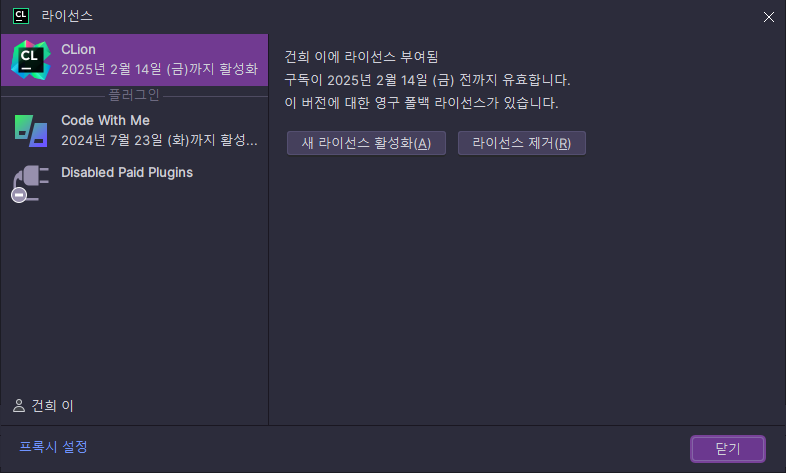 라이선스
CL
CLion
2025년 2월 14일 (금)까지 활성화
플러그인
Code With Me
2024년 7월 23일 (화)까지 활성...
Disabled Paid Plugins
건희 이
건희 이에 라이선스 부여됨
구독이 2025년 2월 14일 (금) 전까지 유효합니다.
이 버전에 대한 영구 폴백 라이선스가 있습니다.
새 라이선스 활성화(A) 라이선스 제거(R)
프록시 설정
닫기